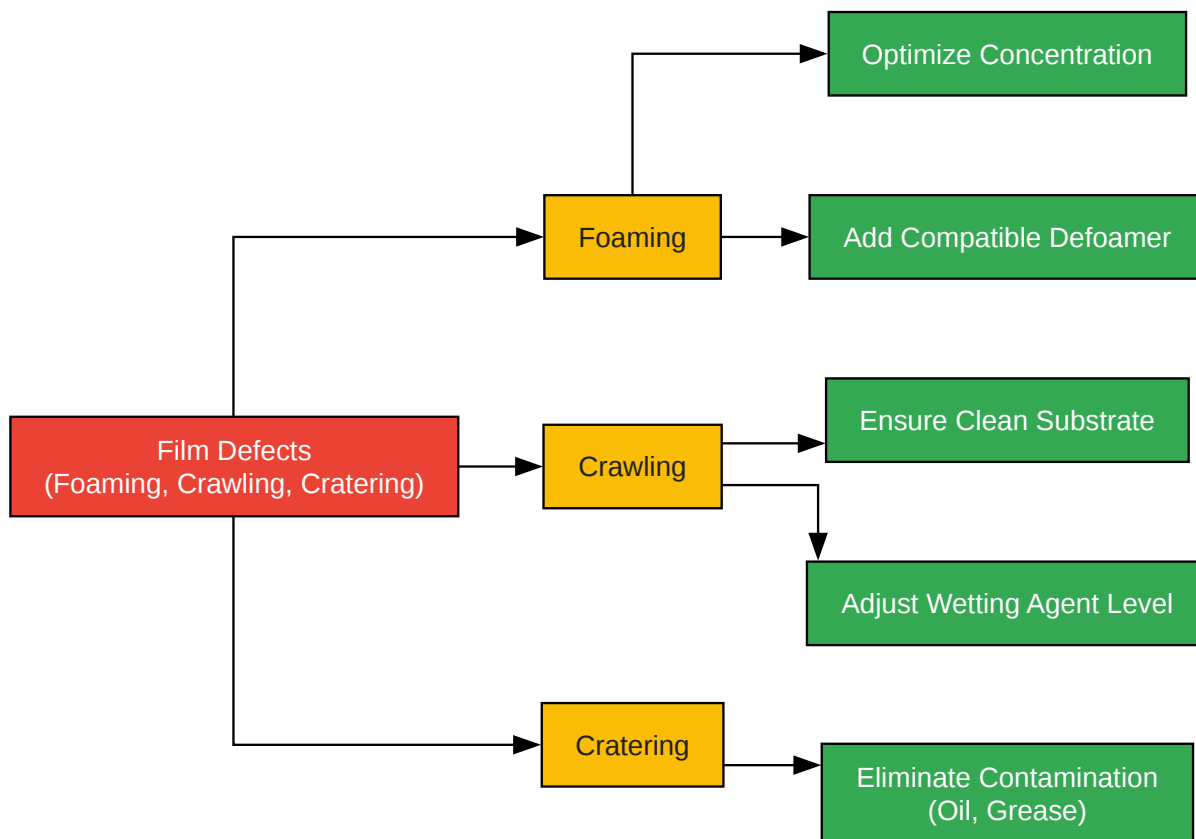 Optimize Concentration
Foaming
Add Compatible Defoamer
Film Defects
(Foaming, Crawling, Cratering)
Crawling
Ensure Clean Substrate
Adjust Wetting Agent Level
Cratering
Eliminate Contamination
(Oil, Grease)